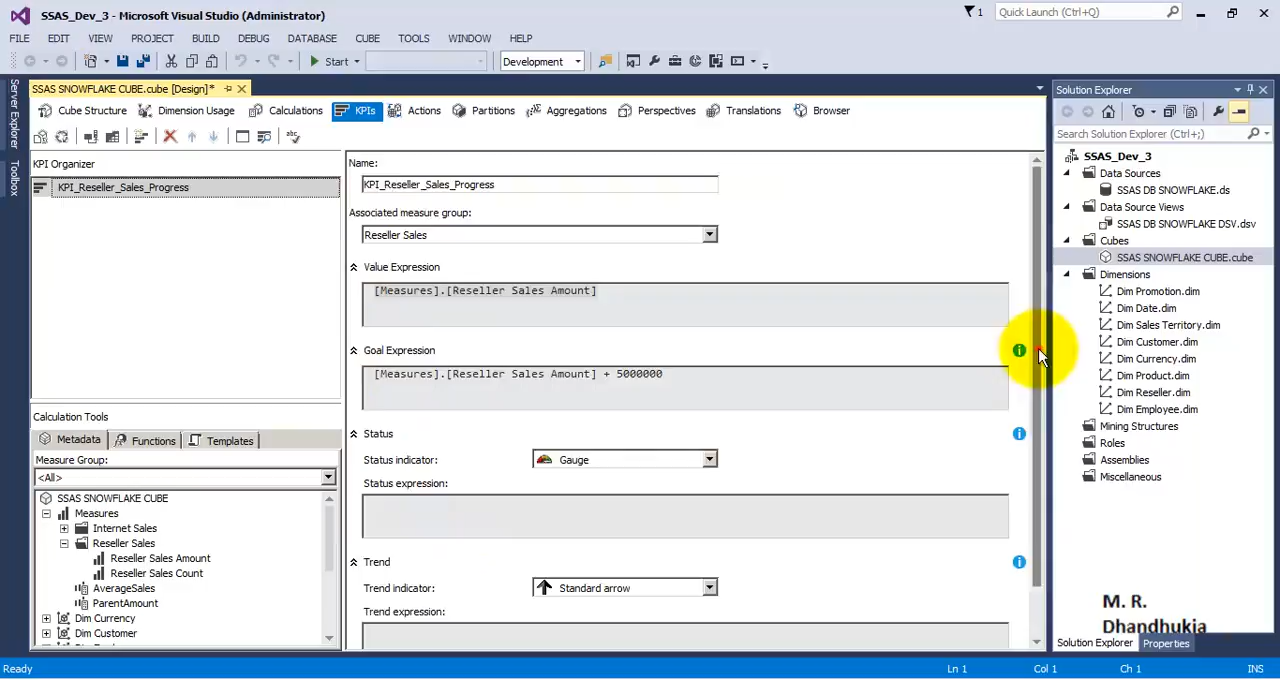 SSAS_Dev_3 - Microsoft Visual Studio (Administrator)
1
Quick Launch (Ctrl+Q)
FILE EDIT VIEW PROJECT BUILD DEBUG DATABASE CUBE TOOLS WINDOW HELP
Start
Development
Server Explorer
Toolbox
SSAS SNOWFLAKE CUBE.cube [Design]*
Cube Structure Dimension Usage Calculations KPIs Actions Partitions Aggregations Perspectives Translations Browser
KPI Organizer
KPI_Reseller_Sales_Progress
Calculation Tools
Metadata Functions Templates
Measure Group:
<All>
SSAS SNOWFLAKE CUBE
Measures
Internet Sales
Reseller Sales
Reseller Sales Amount
Reseller Sales Count
AverageSales
ParentAmount
Dim Currency
Dim Customer
Name:
KPI_Reseller_Sales_Progress
Associated measure group:
Reseller Sales
Value Expression
[Measures].[Reseller Sales Amount]
Goal Expression
[Measures].[Reseller Sales Amount] + 5000000
Status
Status indicator: Gauge
Status expression:
Trend
Trend indicator: Standard arrow
Trend expression:
Solution Explorer
Search Solution Explorer (Ctrl+;)
SSAS_Dev_3
Data Sources
SSAS DB SNOWFLAKE.ds
Data Source Views
SSAS DB SNOWFLAKE DSV.dsv
Cubes
SSAS SNOWFLAKE CUBE.cube
Dimensions
Dim Promotion.dim
Dim Date.dim
Dim Sales Territory.dim
Dim Customer.dim
Dim Currency.dim
Dim Product.dim
Dim Reseller.dim
Dim Employee.dim
Mining Structures
Roles
Assemblies
Miscellaneous
M. R.
Dhandhukia
Solution Explorer Properties
Ready Ln 1 Col 1 Ch 1 INS